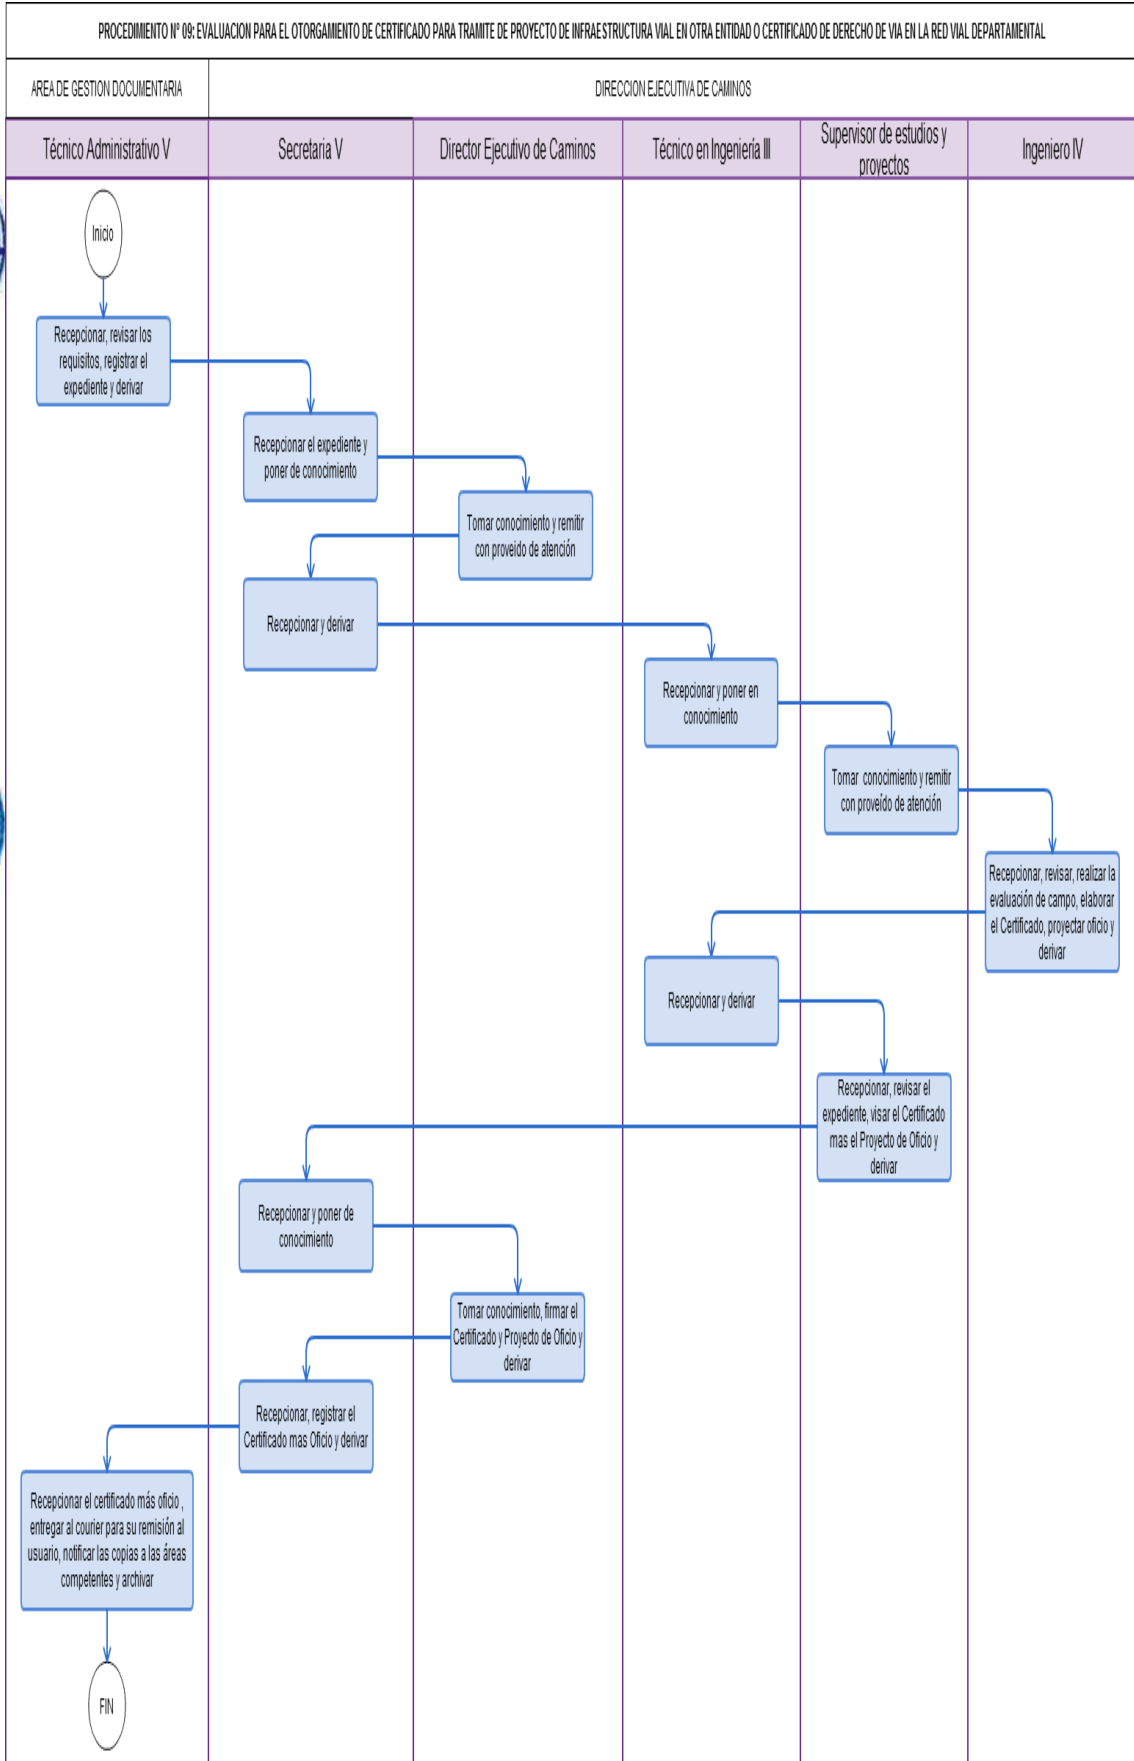 PROCEDIMIENTO N° 09: EVALUACION PARA EL OTORGAMIENTO DE CERTIFICADO PARA TRAMITE DE PROYECTO DE INFRAESTRUCTURA VIAL EN OTRA ENTIDAD O CERTIFICADO DE DERECHO DE VIA EN LA RED VIAL DEPARTAMENTAL
AREA DE GESTION DOCUMENTARIA
DIRECCION EJECUTIVA DE CAMINOS
Técnico Administrativo V
Secretaria V
Director Ejecutivo de Caminos
Técnico en Ingeniería III
Supervisor de estudios y
proyectos
Ingeniero IV
Inicio
Recepcionar, revisar los
requisitos, registrar el
expediente y derivar
Recepcionar el expediente y
poner de conocimiento
Tomar conocimiento y remitir
con proveido de atención
Recepcionar y derivar
Recepcionar y poner en
conocimiento
Tomar conocimiento y remitir
con proveído de atención
Recepcionar, revisar, realizar la
evaluación de campo, elaborar
el Certificado, proyectar oficio y
derivar
Recepcionar y derivar
Recepcionar, revisar el
expediente, visar el Certificado
mas el Proyecto de Oficio y
derivar
Recepcionar y poner de
conocimiento
Tomar conocimiento, firmar el
Certificado y Proyecto de Oficio y
derivar
Recepcionar, registrar el
Certificado mas Oficio y derivar
Recepcionar el certificado más oficio ,
entregar al courier para su remisión al
usuario, notificar las copias a las áreas
competentes y archivar
FIN